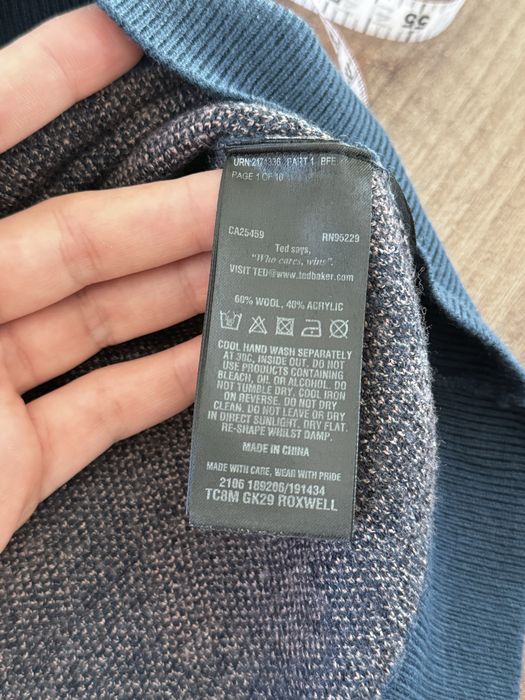 55
URN:2171336 PART 1 BFE
PAGE 1 OF 10
CA25459 RN95229
Ted says,
"Who cares, wins".
VISIT TED@www.tedbaker.com
60% WOOL, 40% ACRYLIC
COOL HAND WASH SEPARATELY
AT 30C, INSIDE OUT. DO NOT
USE PRODUCTS CONTAINING
BLEACH, OIL OR ALCOHOL. DO
NOT TUMBLE DRY. COOL IRON
ON REVERSE. DO NOT DRY
CLEAN. DO NOT LEAVE OR DRY
IN DIRECT SUNLIGHT. DRY FLAT.
RE-SHAPE WHILST DAMP.
MADE IN CHINA
MADE WITH CARE, WEAR WITH PRIDE
2106 189206/191434
TC8M GK29 ROXWELL